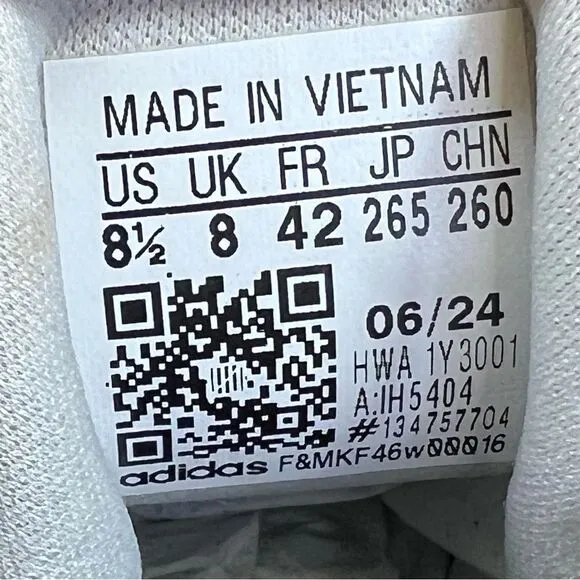 MADE IN VIETNAM
US UK FR JP CHN
8½ 8 42 265 260
06/24
HWA 1Y3001
A:IH5404
#134757704
adidas F&MKF46w00016